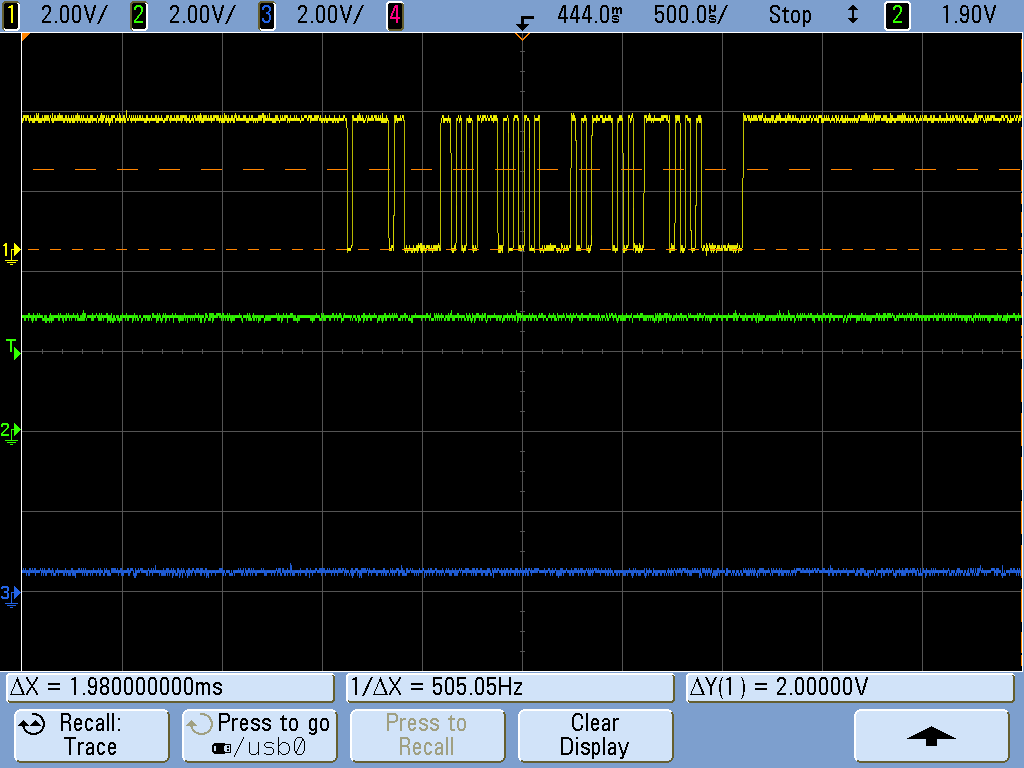 1 2.00V/ 2 2.00V/ 3 2.00V/ 4 444.0ms 500.0µs/ Stop ↕ 2 1.90V
1
T
2
3
ΔX = 1.980000000ms 1/ΔX = 505.05Hz ΔY(1) = 2.00000V
Recall: Trace
Press to go /usb0
Press to Recall
Clear Display